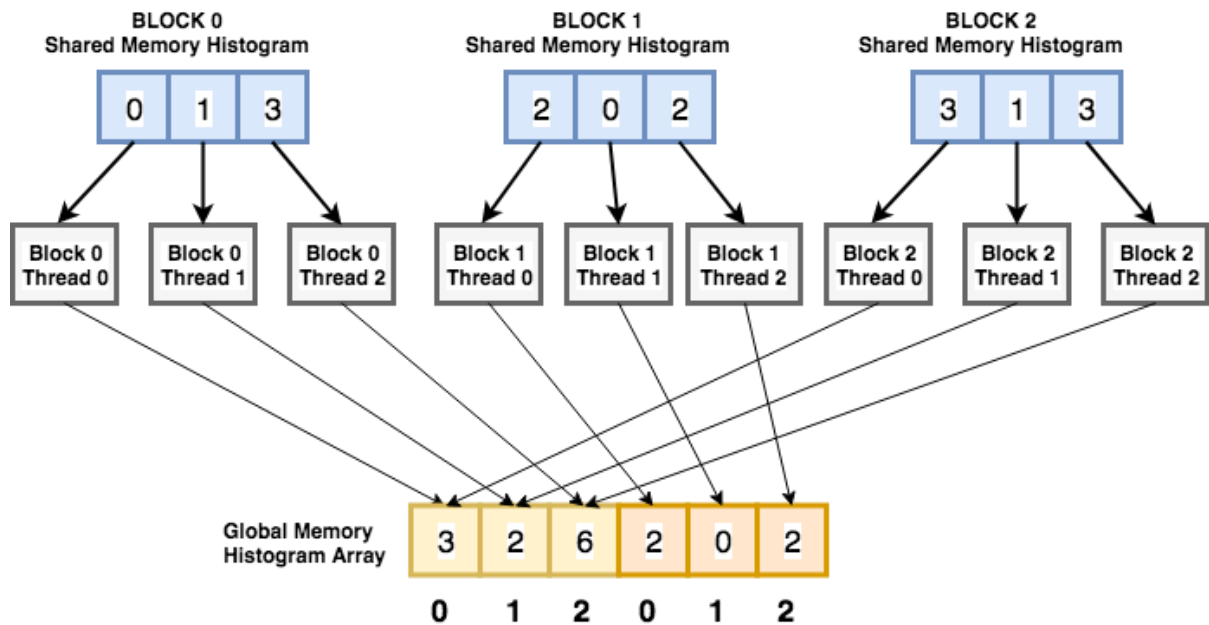 BLOCK 0
Shared Memory Histogram
BLOCK 1
Shared Memory Histogram
BLOCK 2
Shared Memory Histogram
0 1 3
2 0 2
3 1 3
Block 0
Thread 0
Block 0
Thread 1
Block 0
Thread 2
Block 1
Thread 0
Block 1
Thread 1
Block 1
Thread 2
Block 2
Thread 0
Block 2
Thread 1
Block 2
Thread 2
Global Memory
Histogram Array
3 2 6 2 0 2
0 1 2 0 1 2